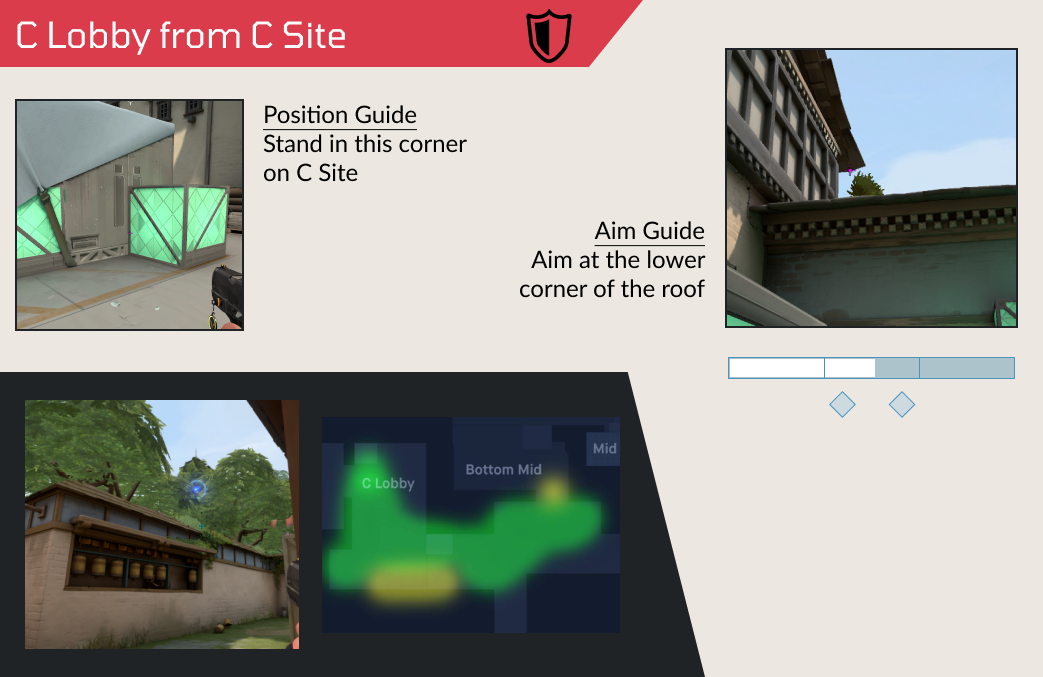 C Lobby from C Site
Position Guide
Stand in this corner
on C Site
Aim Guide
Aim at the lower
corner of the roof
Mid
Bottom Mid
C Lobby